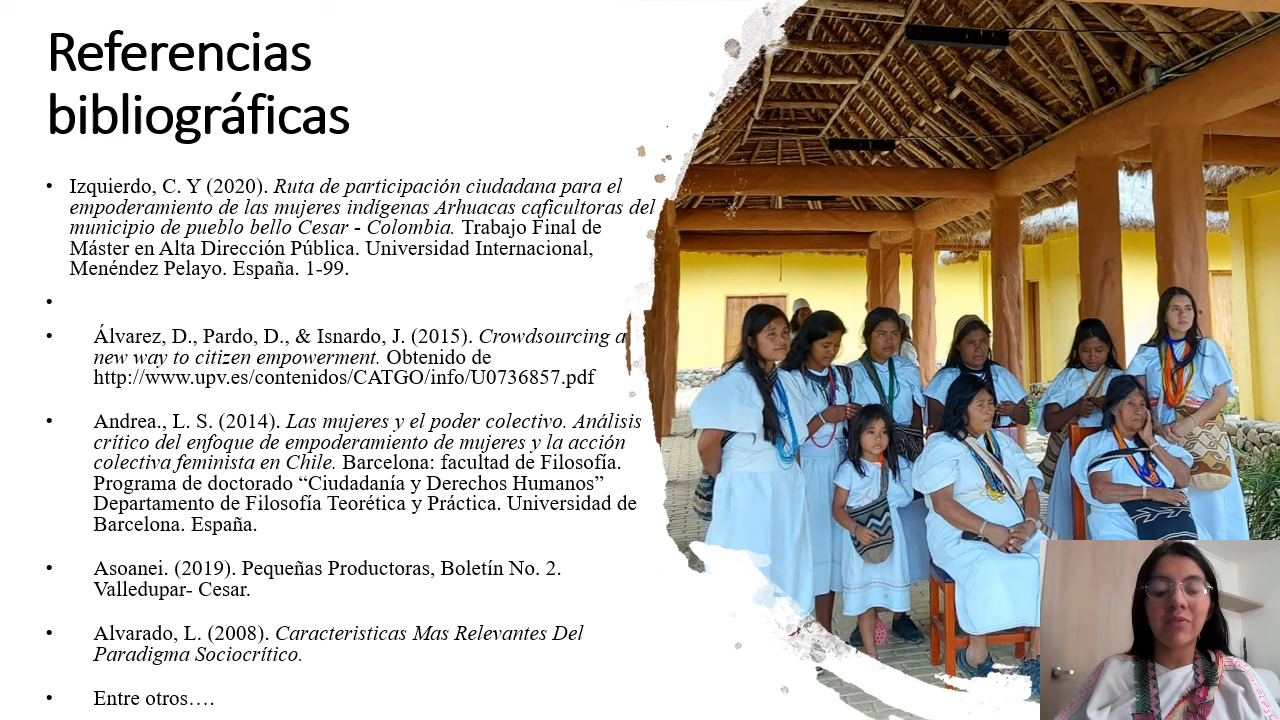 Referencias
bibliográficas
• Izquierdo, C. Y (2020). Ruta de participación ciudadana para el
empoderamiento de las mujeres indígenas Arhuacas caficultoras del
municipio de pueblo bello Cesar - Colombia. Trabajo Final de
Máster en Alta Dirección Pública. Universidad Internacional,
Menéndez Pelayo. España. 1-99.
•
• Álvarez, D., Pardo, D., & Isnardo, J. (2015). Crowdsourcing a
new way to citizen empowerment. Obtenido de
http://www.upv.es/contenidos/CATGO/info/U0736857.pdf
• Andrea., L. S. (2014). Las mujeres y el poder colectivo. Análisis
crítico del enfoque de empoderamiento de mujeres y la acción
colectiva feminista en Chile. Barcelona: facultad de Filosofía.
Programa de doctorado “Ciudadanía y Derechos Humanos”
Departamento de Filosofía Teorética y Práctica. Universidad de
Barcelona. España.
• Asoanei. (2019). Pequeñas Productoras, Boletín No. 2.
Valledupar- Cesar.
• Alvarado, L. (2008). Caracteristicas Mas Relevantes Del
Paradigma Sociocrítico.
• Entre otros….